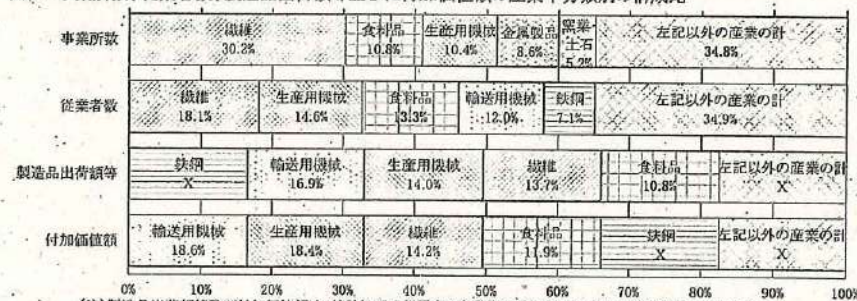 事業所数
繊維 食料品 生産用機械 金属製品 窯業・土石 左記以外の産業の計
30.2% 10.8% 10.4% 8.6% 5.2% 34.8%
従業者数
繊維 生産用機械 食料品 輸送用機械 鉄鋼 左記以外の産業の計
18.1% 14.6% 13.3% 12.0% 7.1% 34.9%
製造品出荷額等
鉄鋼 輸送用機械 生産用機械 繊維 食料品 左記以外の産業の計
X 16.9% 14.0% 13.7% 10.8% X
付加価値額
輸送用機械 生産用機械 繊維 食料品 鉄鋼 左記以外の産業の計
18.6% 18.4% 14.2% 11.9% X X
0% 10% 20% 30% 40% 50% 60% 70% 80% 90% 100%